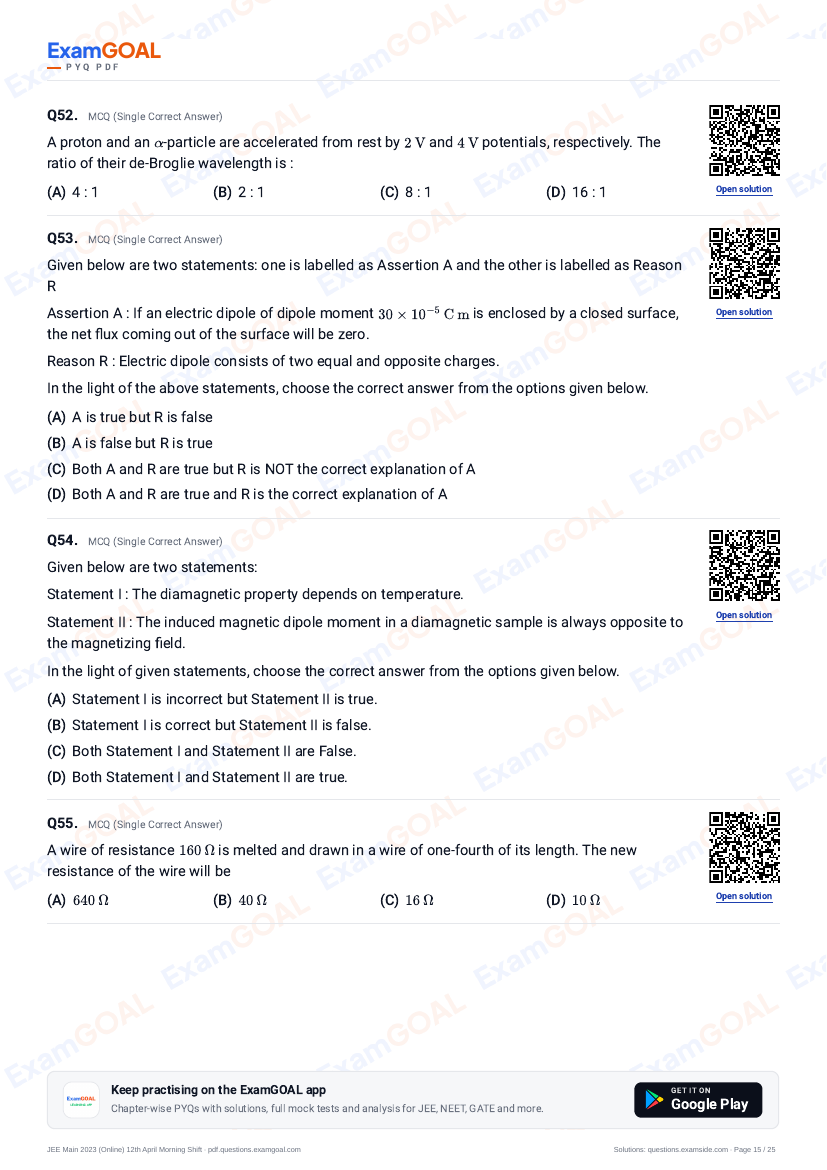 ExamGOAL
PYQ PDF
Q52. MCQ (Single Correct Answer)
A proton and an α-particle are accelerated from rest by 2 V and 4 V potentials, respectively. The
ratio of their de-Broglie wavelength is :
(A) 4 : 1 (B) 2 : 1 (C) 8 : 1 (D) 16 : 1
Open solution
Q53. MCQ (Single Correct Answer)
Given below are two statements: one is labelled as Assertion A and the other is labelled as Reason
R
Assertion A : If an electric dipole of dipole moment 30 × 10⁻⁵ C m is enclosed by a closed surface,
the net flux coming out of the surface will be zero.
Reason R : Electric dipole consists of two equal and opposite charges.
In the light of the above statements, choose the correct answer from the options given below.
(A) A is true but R is false
(B) A is false but R is true
(C) Both A and R are true but R is NOT the correct explanation of A
(D) Both A and R are true and R is the correct explanation of A
Open solution
Q54. MCQ (Single Correct Answer)
Given below are two statements:
Statement I : The diamagnetic property depends on temperature.
Statement II : The induced magnetic dipole moment in a diamagnetic sample is always opposite to
the magnetizing field.
In the light of given statements, choose the correct answer from the options given below.
(A) Statement I is incorrect but Statement II is true.
(B) Statement I is correct but Statement II is false.
(C) Both Statement I and Statement II are False.
(D) Both Statement I and Statement II are true.
Open solution
Q55. MCQ (Single Correct Answer)
A wire of resistance 160 Ω is melted and drawn in a wire of one-fourth of its length. The new
resistance of the wire will be
(A) 640 Ω (B) 40 Ω (C) 16 Ω (D) 10 Ω
Open solution
ExamGOAL
Keep practising on the ExamGOAL app
Chapter-wise PYQs with solutions, full mock tests and analysis for JEE, NEET, GATE and more.
GET IT ON
Google Play
JEE Main 2023 (Online) 12th April Morning Shift · pdf.questions.examgoal.com
Solutions: questions.examside.com · Page 15 / 25